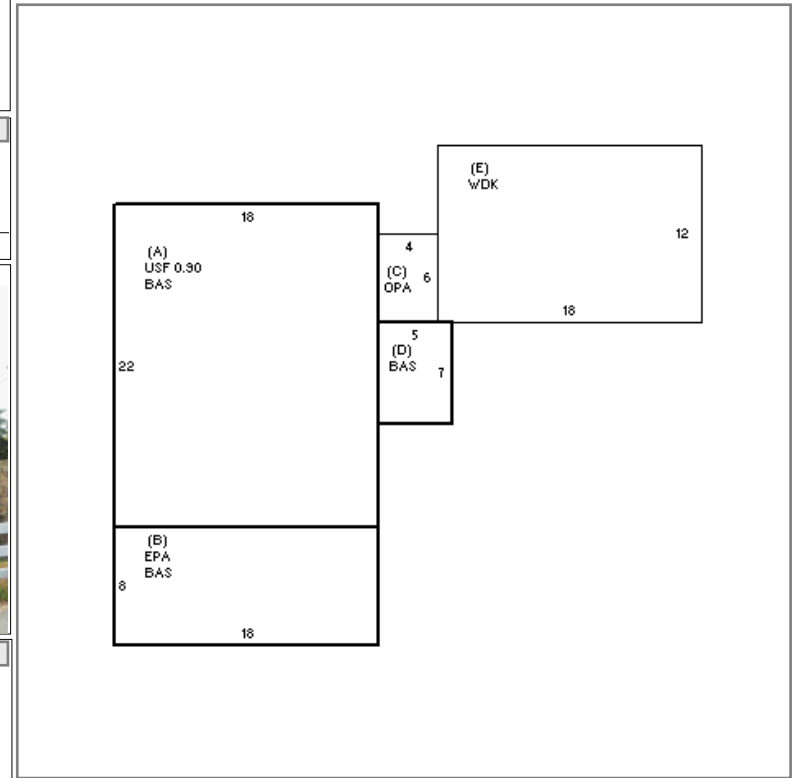 (E)
WDK
12
18
18
(A)
USF 0.90
BAS
22
4
(C) 6
OPA
5
(D)
BAS 7
(B)
EPA
BAS
8
18